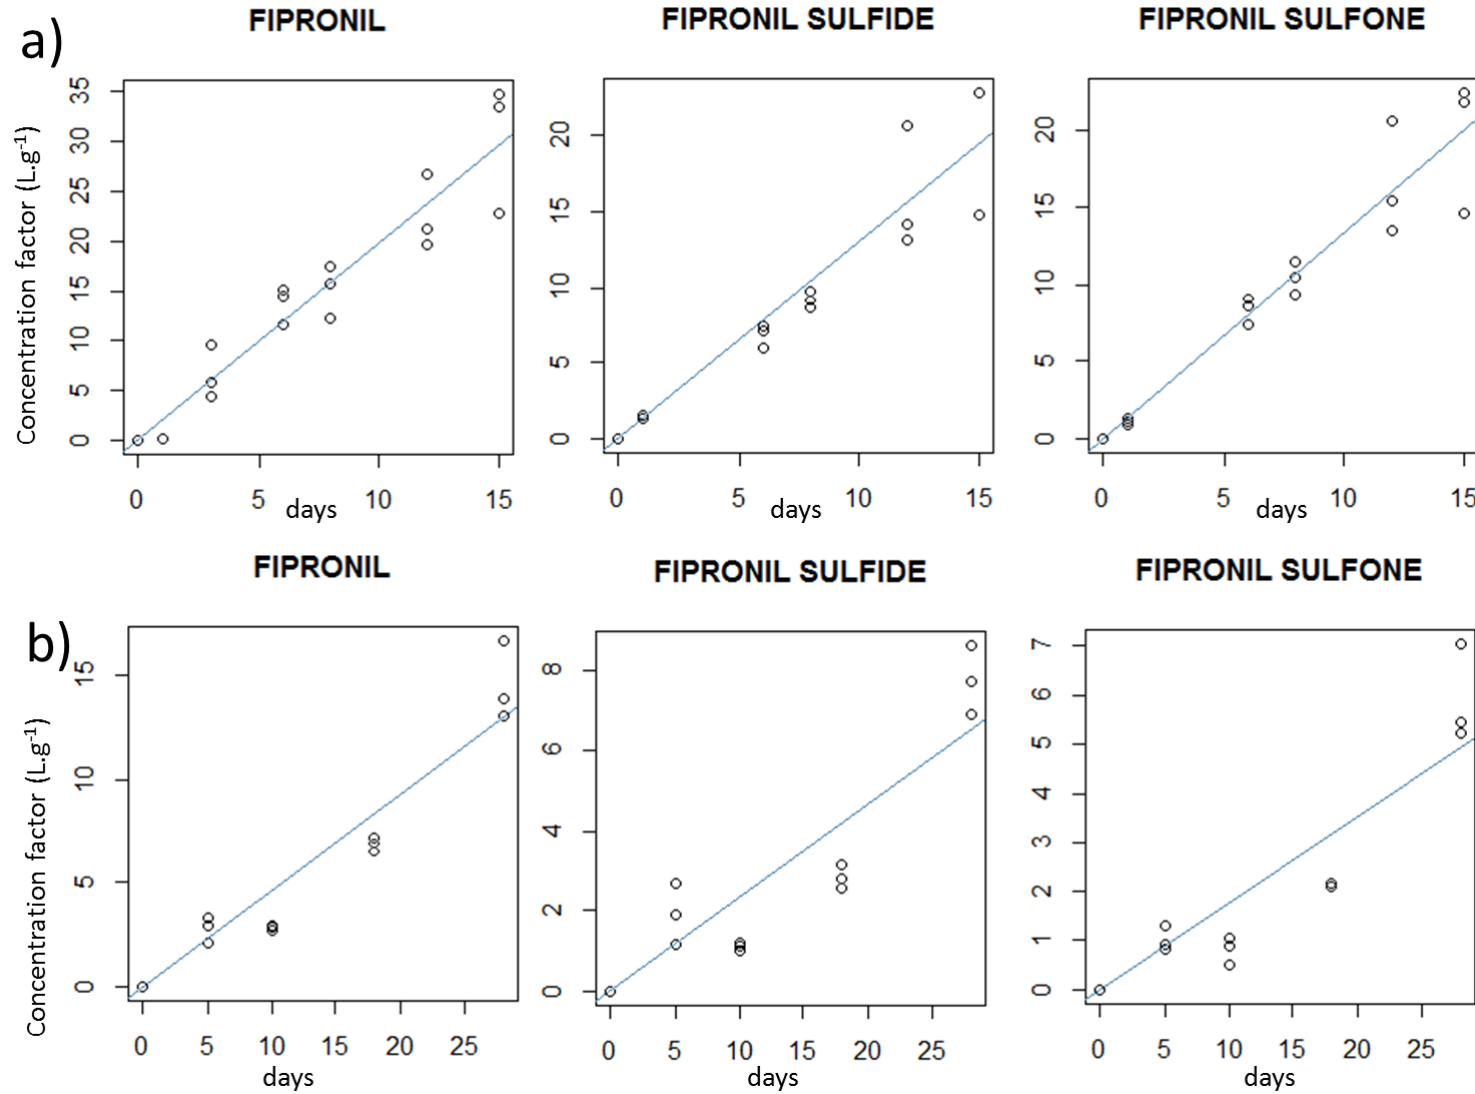 a)
FIPRONIL
FIPRONIL SULFIDE
FIPRONIL SULFONE
Concentration factor (L.g-1)
35
30
25
20
15
10
5
0
0 5 10 15
days
20
15
10
5
0
0 5 10 15
days
20
15
10
5
0
0 5 10 15
days
b)
FIPRONIL
FIPRONIL SULFIDE
FIPRONIL SULFONE
Concentration factor (L.g-1)
15
10
5
0
0 5 10 15 20 25
days
8
6
4
2
0
0 5 10 15 20 25
days
7
6
5
4
3
2
1
0
0 5 10 15 20 25
days